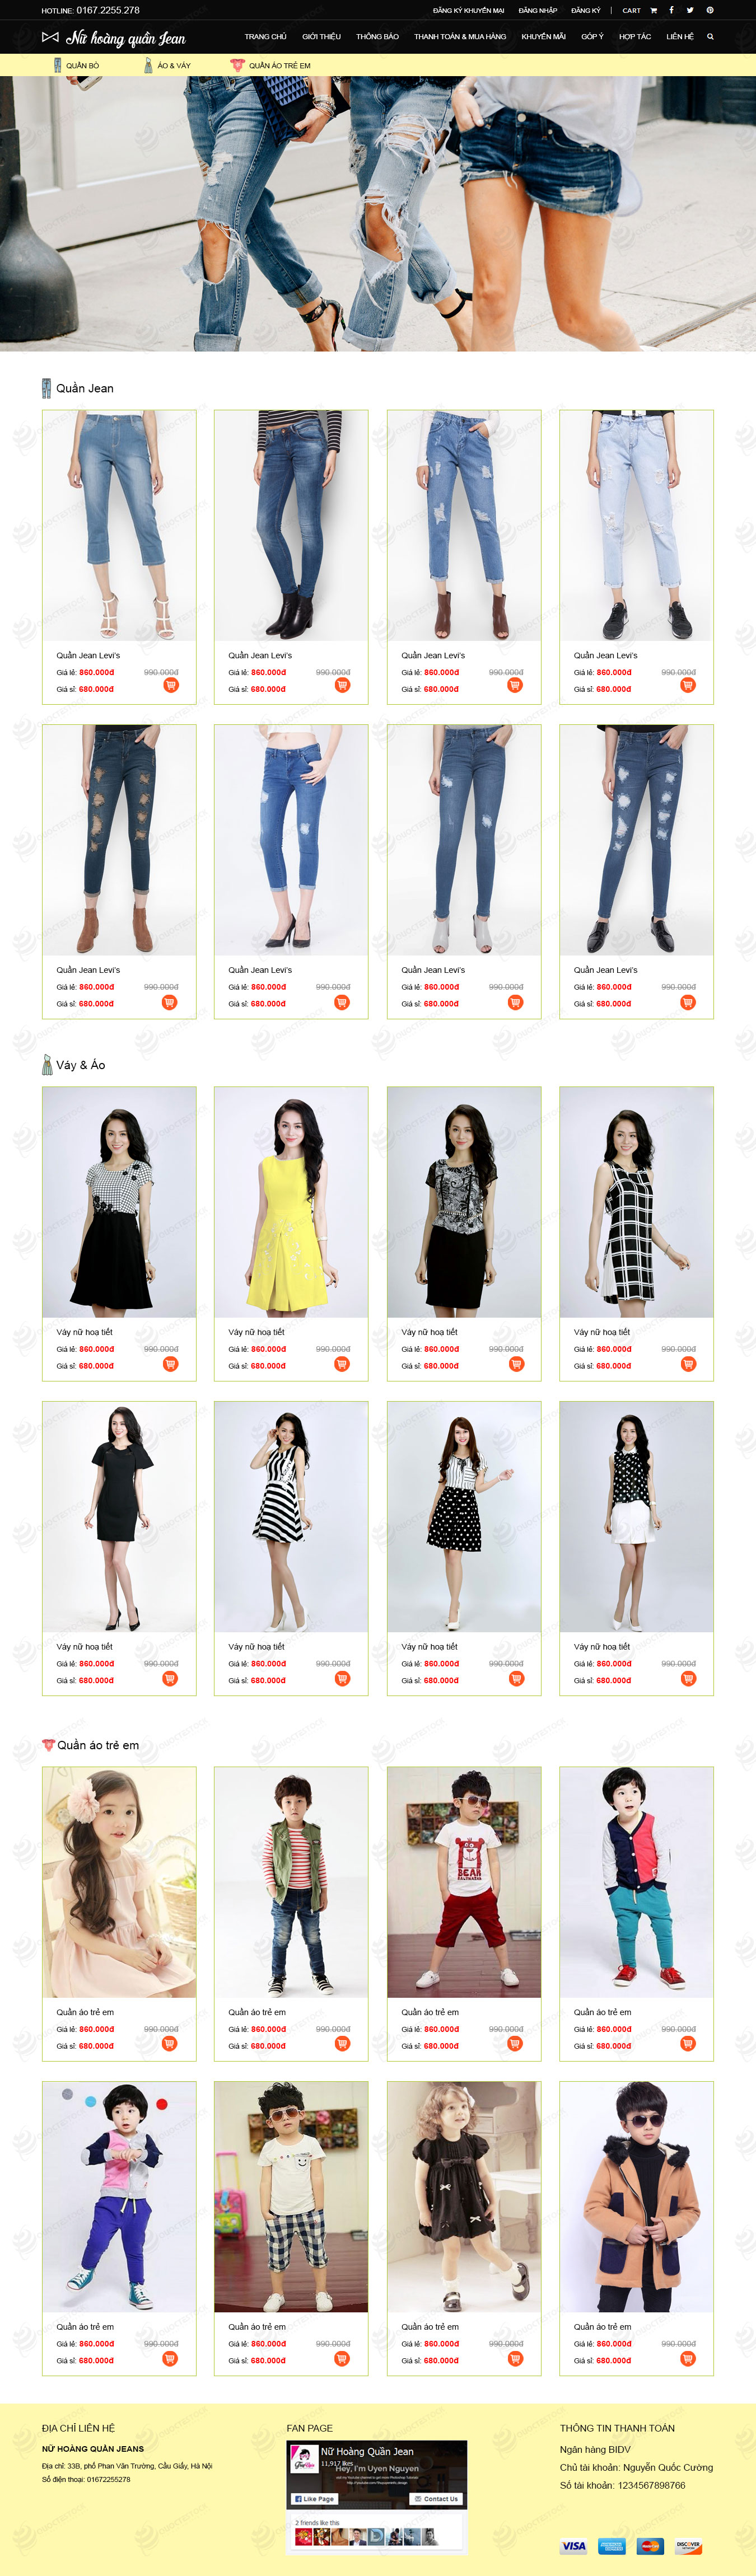 HOTLINE: 0167.2255.278
ĐĂNG KÝ KHUYẾN MẠI ĐĂNG NHẬP ĐĂNG KÝ | CART
Nữ hoàng quần Jean
TRANG CHỦ GIỚI THIỆU THÔNG BÁO THANH TOÁN & MUA HÀNG KHUYẾN MÃI GÓP Ý HỢP TÁC LIÊN HỆ
QUẦN BÒ ÁO & VÁY QUẦN ÁO TRẺ EM
Quần Jean
Quần Jean Levi's Quần Jean Levi's Quần Jean Levi's Quần Jean Levi's
Giá lẻ: 860.000đ 990.000đ Giá lẻ: 860.000đ 990.000đ Giá lẻ: 860.000đ 990.000đ Giá lẻ: 860.000đ 990.000đ
Giá sỉ: 680.000đ Giá sỉ: 680.000đ Giá sỉ: 680.000đ Giá sỉ: 680.000đ
Quần Jean Levi's Quần Jean Levi's Quần Jean Levi's Quần Jean Levi's
Giá lẻ: 860.000đ 990.000đ Giá lẻ: 860.000đ 990.000đ Giá lẻ: 860.000đ 990.000đ Giá lẻ: 860.000đ 990.000đ
Giá sỉ: 680.000đ Giá sỉ: 680.000đ Giá sỉ: 680.000đ Giá sỉ: 680.000đ
Váy & Áo
Váy nữ hoạ tiết Váy nữ hoạ tiết Váy nữ hoạ tiết Váy nữ hoạ tiết
Giá lẻ: 860.000đ 990.000đ Giá lẻ: 860.000đ 990.000đ Giá lẻ: 860.000đ 990.000đ Giá lẻ: 860.000đ 990.000đ
Giá sỉ: 680.000đ Giá sỉ: 680.000đ Giá sỉ: 680.000đ Giá sỉ: 680.000đ
Váy nữ hoạ tiết Váy nữ hoạ tiết Váy nữ hoạ tiết Váy nữ hoạ tiết
Giá lẻ: 860.000đ 990.000đ Giá lẻ: 860.000đ 990.000đ Giá lẻ: 860.000đ 990.000đ Giá lẻ: 860.000đ 990.000đ
Giá sỉ: 680.000đ Giá sỉ: 680.000đ Giá sỉ: 680.000đ Giá sỉ: 680.000đ
Quần áo trẻ em
BEAR
Quần áo trẻ em Quần áo trẻ em Quần áo trẻ em Quần áo trẻ em
Giá lẻ: 860.000đ 990.000đ Giá lẻ: 860.000đ 990.000đ Giá lẻ: 860.000đ 990.000đ Giá lẻ: 860.000đ 990.000đ
Giá sỉ: 680.000đ Giá sỉ: 680.000đ Giá sỉ: 680.000đ Giá sỉ: 680.000đ
Quần áo trẻ em Quần áo trẻ em Quần áo trẻ em Quần áo trẻ em
Giá lẻ: 860.000đ 990.000đ Giá lẻ: 860.000đ 990.000đ Giá lẻ: 860.000đ 990.000đ Giá lẻ: 860.000đ 990.000đ
Giá sỉ: 680.000đ Giá sỉ: 680.000đ Giá sỉ: 680.000đ Giá sỉ: 680.000đ
ĐỊA CHỈ LIÊN HỆ
NỮ HOÀNG QUẦN JEANS
Địa chỉ: 33B, phố Phan Văn Trường, Cầu Giấy, Hà Nội
Số điện thoại: 01672255278
FAN PAGE
Nữ Hoàng Quần Jean
11,917 likes
Hey, I'm Uyen Nguyen
Like Page Contact Us
2 friends like this
THÔNG TIN THANH TOÁN
Ngân hàng BIDV
Chủ tài khoản: Nguyễn Quốc Cường
Số tài khoản: 1234567898766
VISA MasterCard DISCOVER